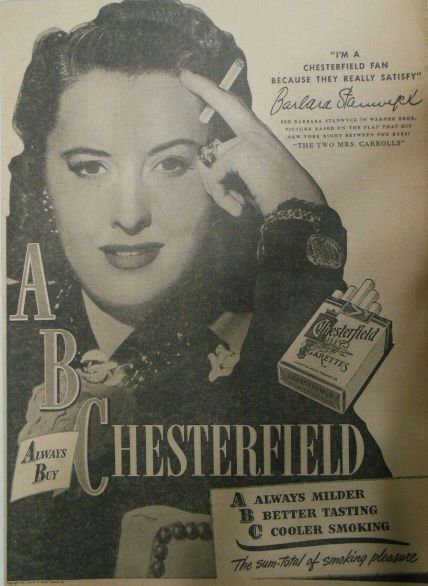 "I'M A
CHESTERFIELD FAN
BECAUSE THEY REALLY SATISFY"
Barbara Stanwyck
SEE BARBARA STANWYCK IN WARNER BROS.
PICTURE BASED ON THE PLAY THAT HIT
NEW YORK RIGHT BETWEEN THE EYES!
"THE TWO MRS. CARROLLS"
A
B
CHESTERFIELD
ALWAYS
BUY
Chesterfield
CIGARETTES
CHESTERFIELD
A ALWAYS MILDER
B BETTER TASTING
C COOLER SMOKING
The sum-total of smoking pleasure